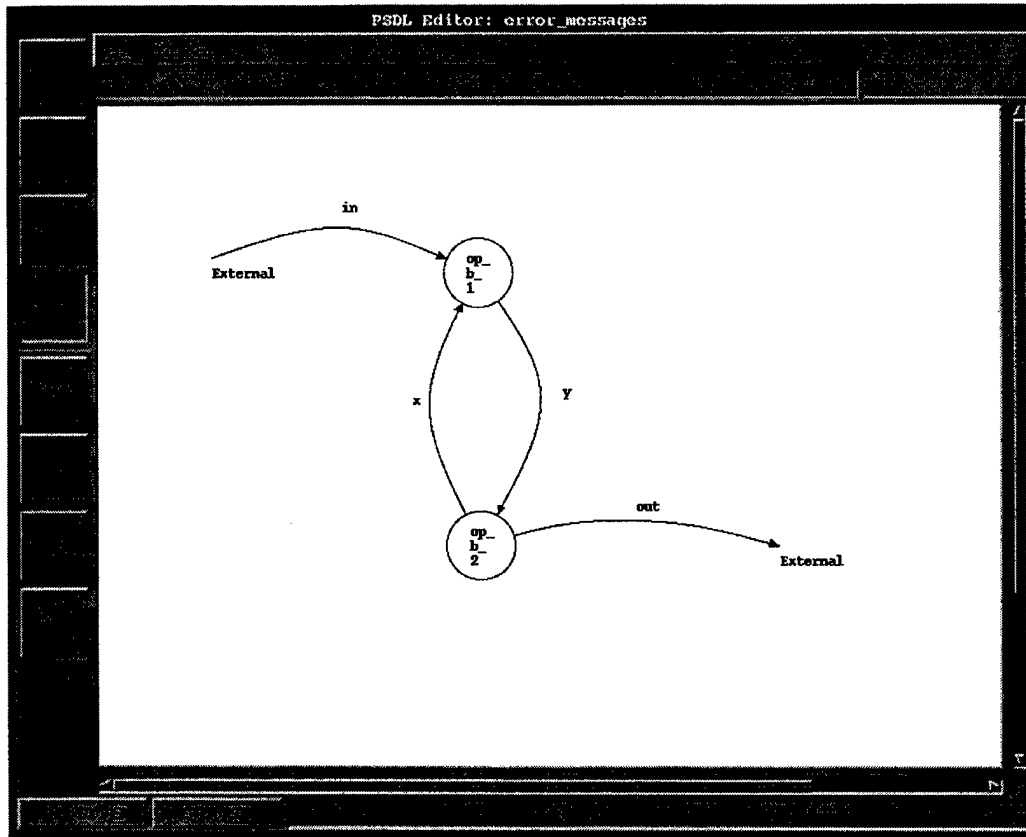 PSDL Editor: error_messages
in
External
op_
b_
1
x
y
out
op_
b_
2
External